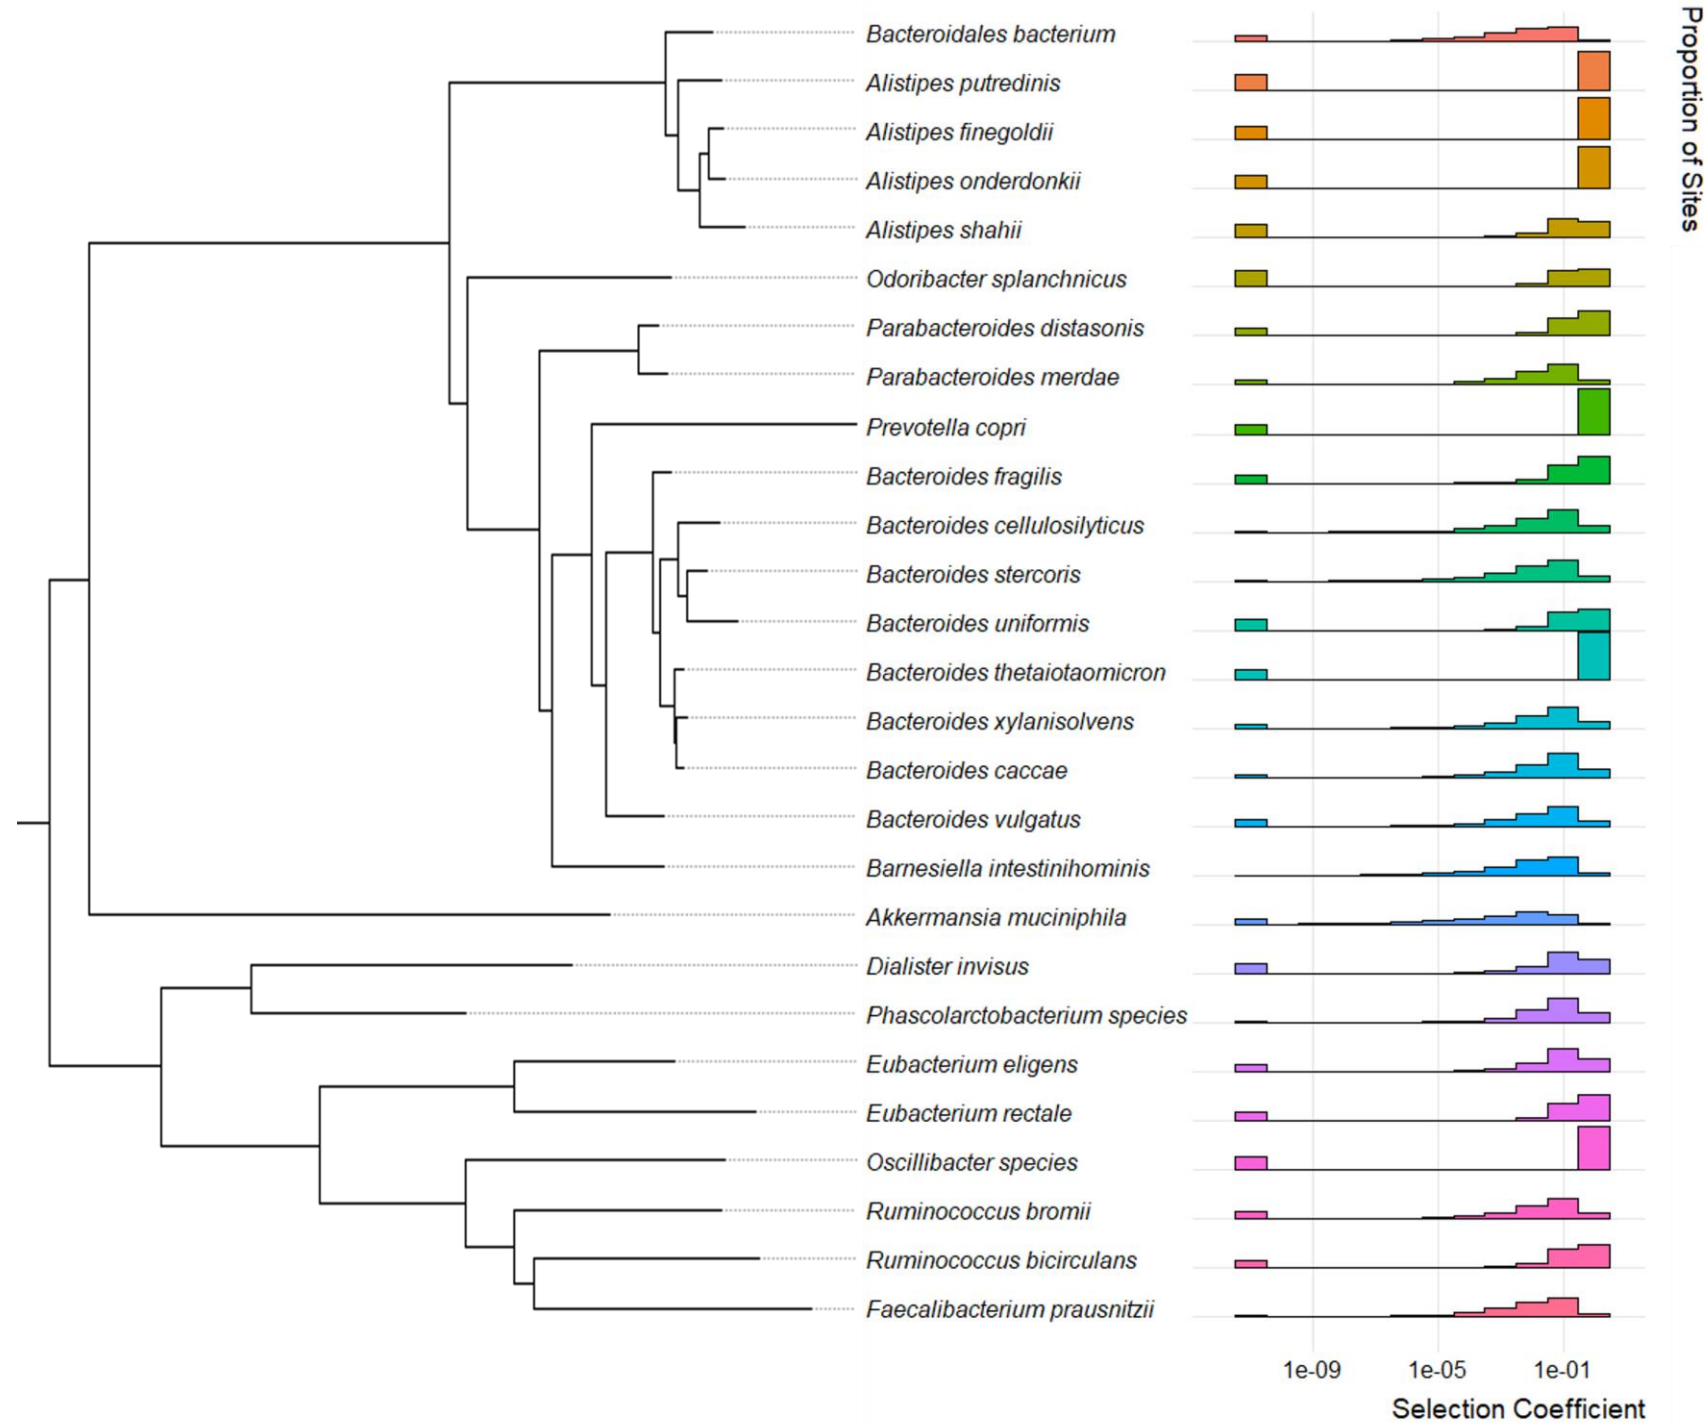 Bacteroidales bacterium
Alistipes putredinis
Alistipes finegoldii
Alistipes onderdonkii
Alistipes shahii
Odoribacter splanchnicus
Parabacteroides distasonis
Parabacteroides merdae
Prevotella copri
Bacteroides fragilis
Bacteroides cellulosilyticus
Bacteroides stercoris
Bacteroides uniformis
Bacteroides thetaiotaomicron
Bacteroides xylanisolvens
Bacteroides caccae
Bacteroides vulgatus
Barnesiella intestinihominis
Akkermansia muciniphila
Dialister invisus
Phascolarctobacterium species
Eubacterium eligens
Eubacterium rectale
Oscillibacter species
Ruminococcus bromii
Ruminococcus bicirculans
Faecalibacterium prausnitzii
Proportion of Sites
1e-09 1e-05 1e-01
Selection Coefficient